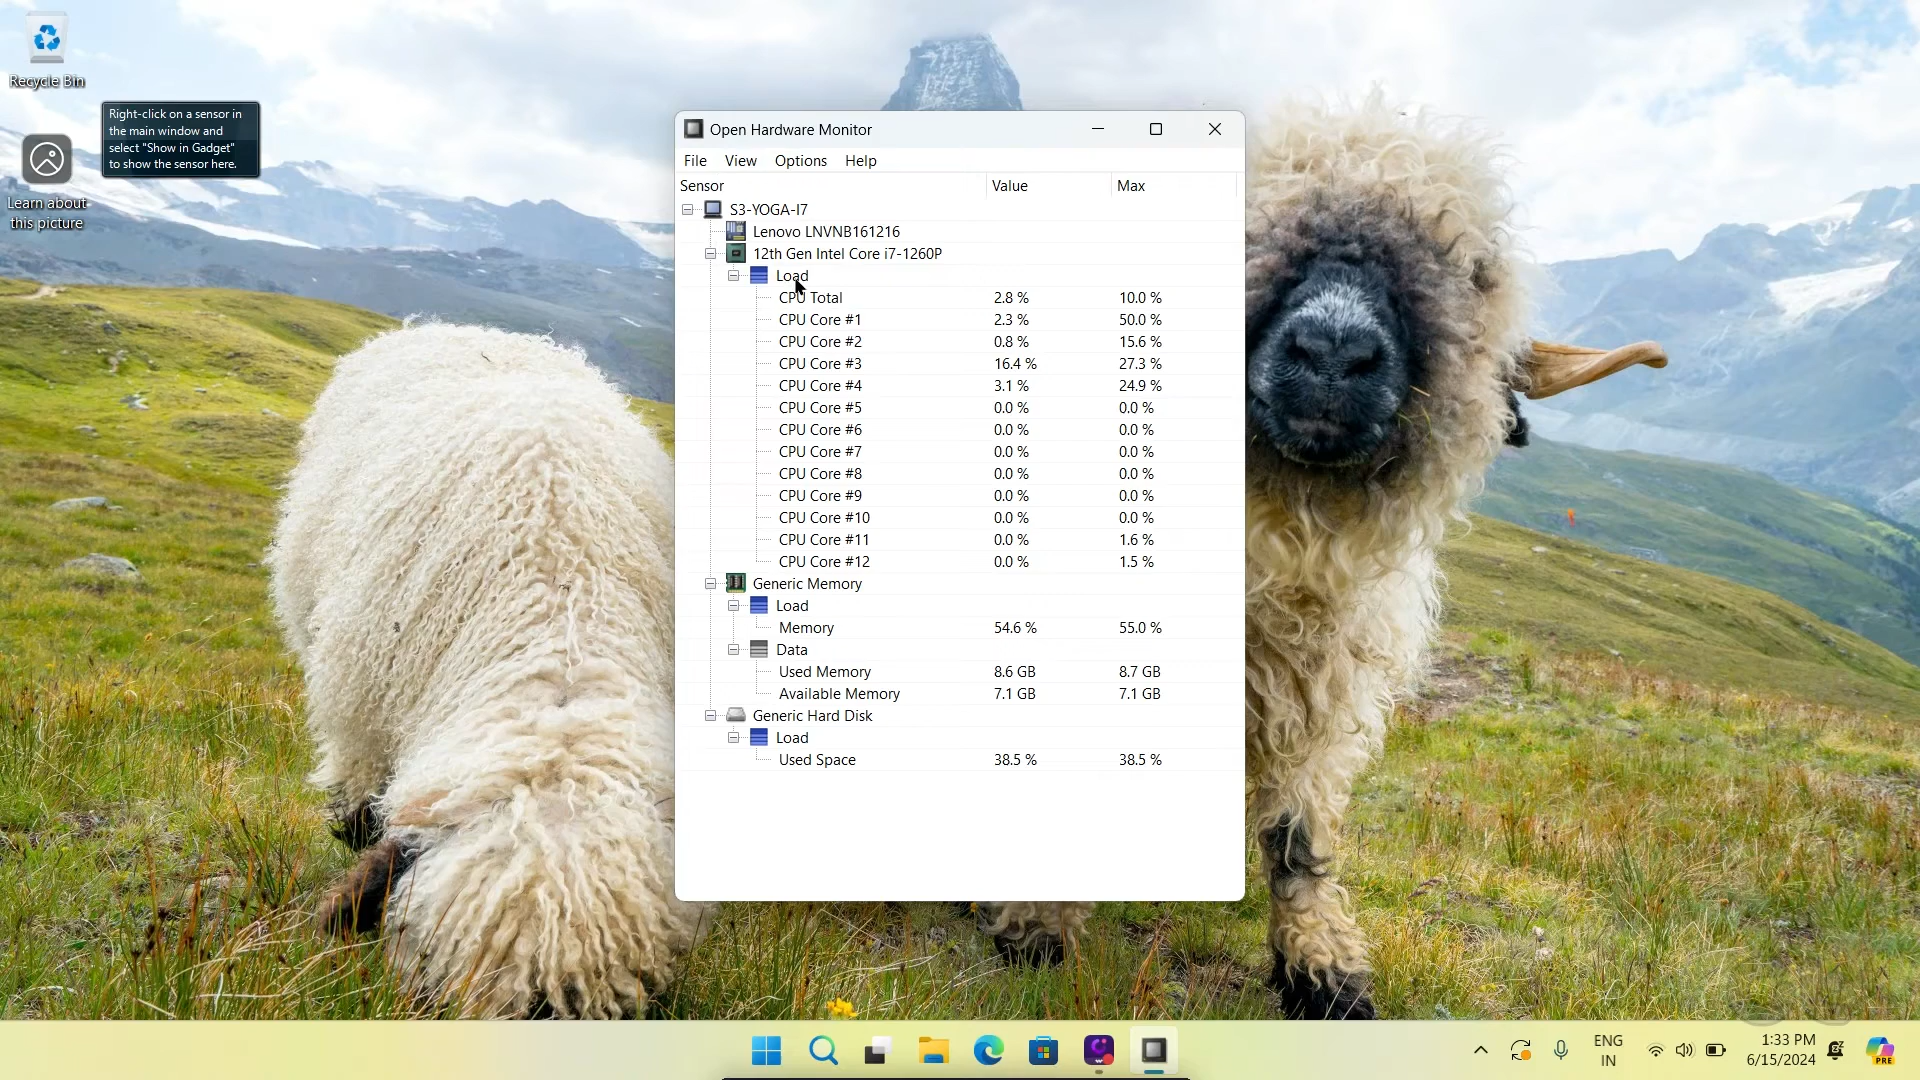 Recycle Bin
Right-click on a sensor in
the main window and
select "Show in Gadget"
to show the sensor here.
Learn about
this picture
Open Hardware Monitor
File View Options Help
Sensor Value Max
S3-YOGA-I7
Lenovo LNVNB161216
12th Gen Intel Core i7-1260P
Load
CPU Total 2.8 % 10.0 %
CPU Core #1 2.3 % 50.0 %
CPU Core #2 0.8 % 15.6 %
CPU Core #3 16.4 % 27.3 %
CPU Core #4 3.1 % 24.9 %
CPU Core #5 0.0 % 0.0 %
CPU Core #6 0.0 % 0.0 %
CPU Core #7 0.0 % 0.0 %
CPU Core #8 0.0 % 0.0 %
CPU Core #9 0.0 % 0.0 %
CPU Core #10 0.0 % 0.0 %
CPU Core #11 0.0 % 1.6 %
CPU Core #12 0.0 % 1.5 %
Generic Memory
Load
Memory 54.6 % 55.0 %
Data
Used Memory 8.6 GB 8.7 GB
Available Memory 7.1 GB 7.1 GB
Generic Hard Disk
Load
Used Space 38.5 % 38.5 %
ENG
IN
1:33 PM
6/15/2024
PRE